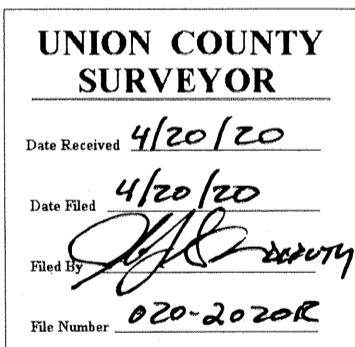 UNION COUNTY
SURVEYOR
Date Received 4/20/20
Date Filed 4/20/20
Filed By DEPUTY
File Number 020-2020R